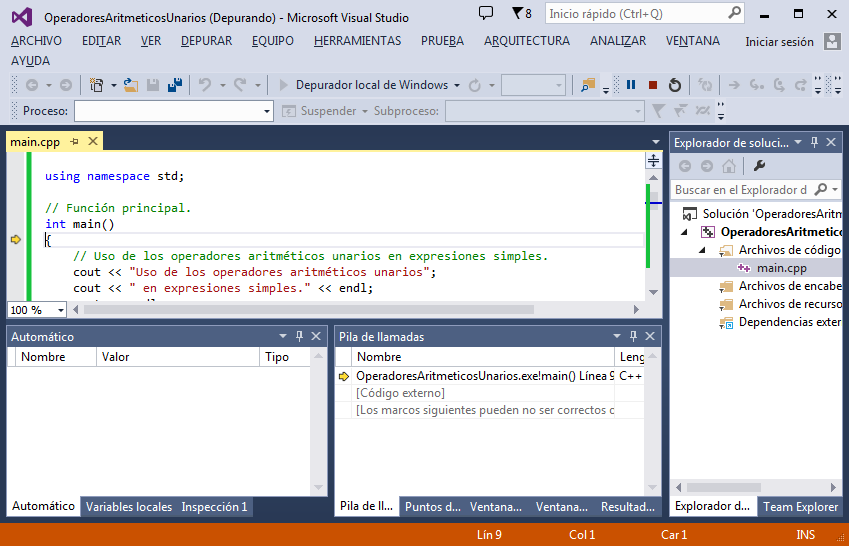 OperadoresAritmeticosUnarios (Depurando) - Microsoft Visual Studio
8
Inicio rápido (Ctrl+Q)
ARCHIVO EDITAR VER DEPURAR EQUIPO HERRAMIENTAS PRUEBA ARQUITECTURA ANALIZAR VENTANA Iniciar sesión
AYUDA
Depurador local de Windows
Proceso: Suspender Subproceso:
main.cpp
using namespace std;
// Función principal.
int main()
{
// Uso de los operadores aritméticos unarios en expresiones simples.
cout << "Uso de los operadores aritméticos unarios";
cout << " en expresiones simples." << endl;
100 %
Explorador de soluci...
Buscar en el Explorador d
Solución 'OperadoresAritm
OperadoresAritmetico
Archivos de código
main.cpp
Archivos de encabe
Archivos de recurso
Dependencias exter
Automático
Nombre Valor Tipo
Automático Variables locales Inspección 1
Pila de llamadas
Nombre Leng
OperadoresAritmeticosUnarios.exe!main() Línea 9 C++
[Código externo]
[Los marcos siguientes pueden no ser correctos o
Pila de ll... Puntos d... Ventana... Ventana... Resultad...
Explorador d... Team Explorer
Lín 9 Col 1 Car 1 INS